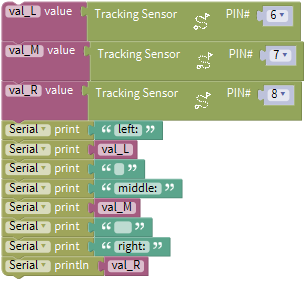 val_L value Tracking Sensor PIN# 6
val_M value Tracking Sensor PIN# 7
val_R value Tracking Sensor PIN# 8
Serial print “ left: ”
Serial print val_L
Serial print “ ”
Serial print “ middle: ”
Serial print val_M
Serial print “ ”
Serial print “ right: ”
Serial println val_R